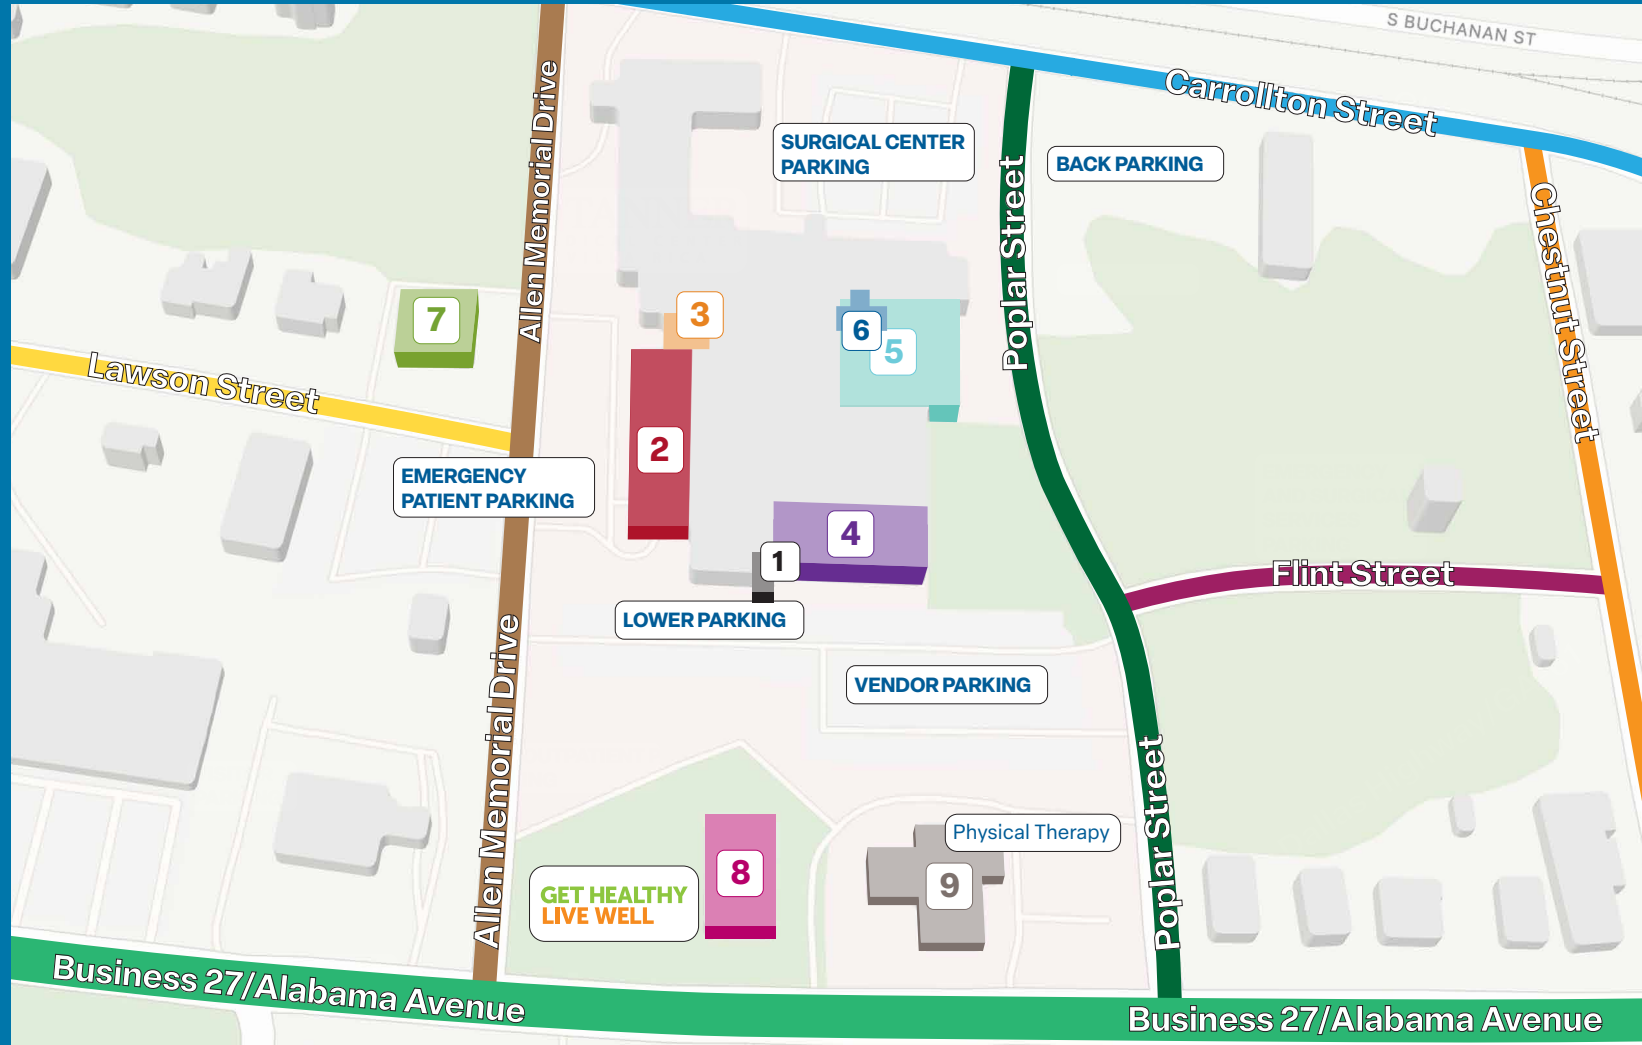 S BUCHANAN ST
Carrollton Street
Allen Memorial Drive
SURGICAL CENTER
PARKING
BACK PARKING
Poplar Street
Chestnut Street
7
3
6
5
Lawson Street
2
EMERGENCY
PATIENT PARKING
4
1
Flint Street
LOWER PARKING
VENDOR PARKING
Allen Memorial Drive
Poplar Street
Physical Therapy
8
9
GET HEALTHY
LIVE WELL
Business 27/Alabama Avenue
Business 27/Alabama Avenue